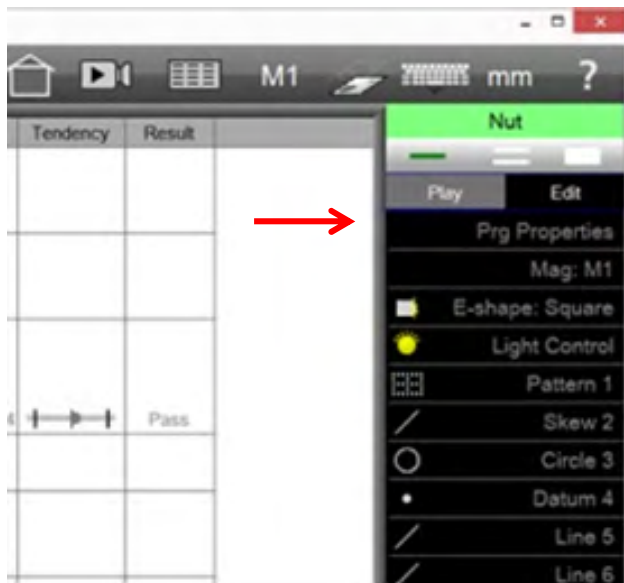 M1 mm ?
Nut
Tendency Result
Play Edit
Prg Properties
Mag: M1
E-shape: Square
Light Control
Pattern 1
Pass
Skew 2
Circle 3
Datum 4
Line 5
Line 6